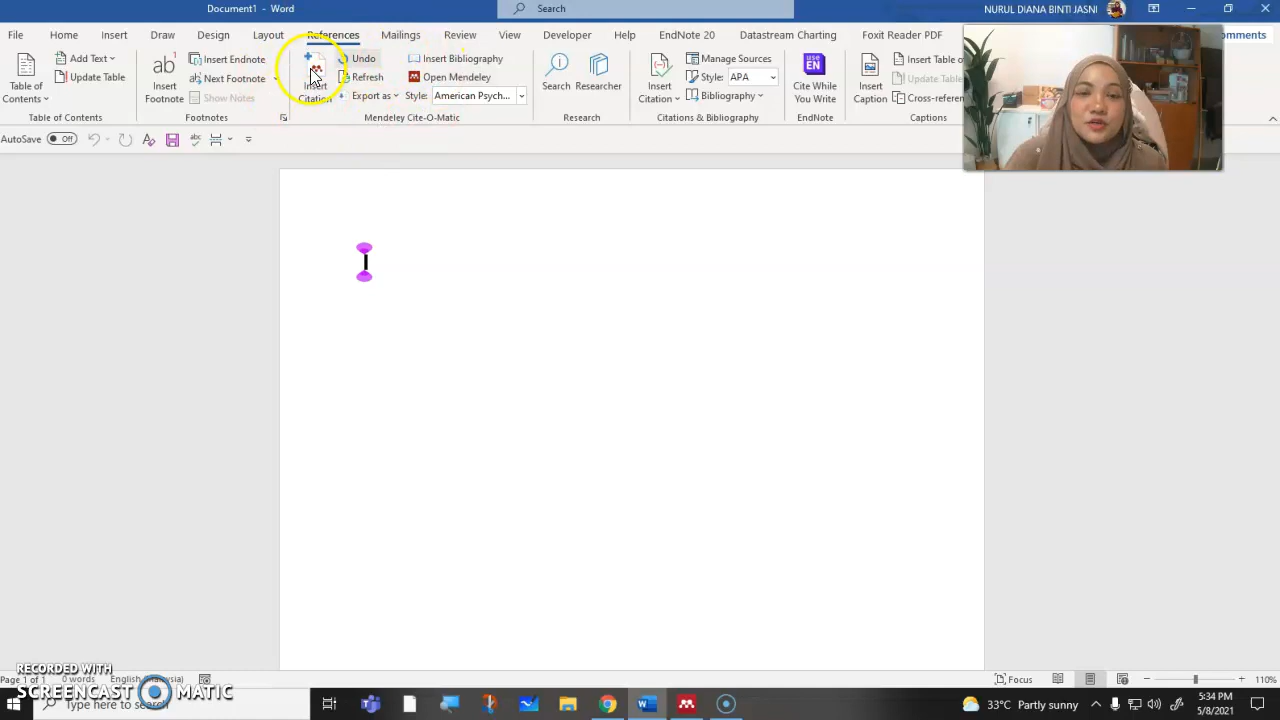 Document1 - Word
Search
NURUL DIANA BINTI JASNI
File Home Insert Draw Design Layout References Mailings Review View Developer Help EndNote 20 Datastream Charting Foxit Reader PDF
Table of Contents
Add Text
Update Table
Table of Contents
ab
Insert Footnote
Insert Endnote
Next Footnote
Show Notes
Footnotes
Insert Citation
Undo
Refresh
Export as
Insert Bibliography
Open Mendeley
Style: American Psych...
Mendeley Cite-O-Matic
Search
Researcher
Research
Insert Citation
Manage Sources
Style: APA
Bibliography
Citations & Bibliography
use EN
Cite While You Write
EndNote
Insert Caption
Insert Table o
Update Table
Cross-referen
Captions
AutoSave Off
RECORDED WITH
SCREENCAST MATIC
Page 1 of 1 0 words
Focus
110%
Type here to search
33°C Partly sunny
5:34 PM
5/8/2021